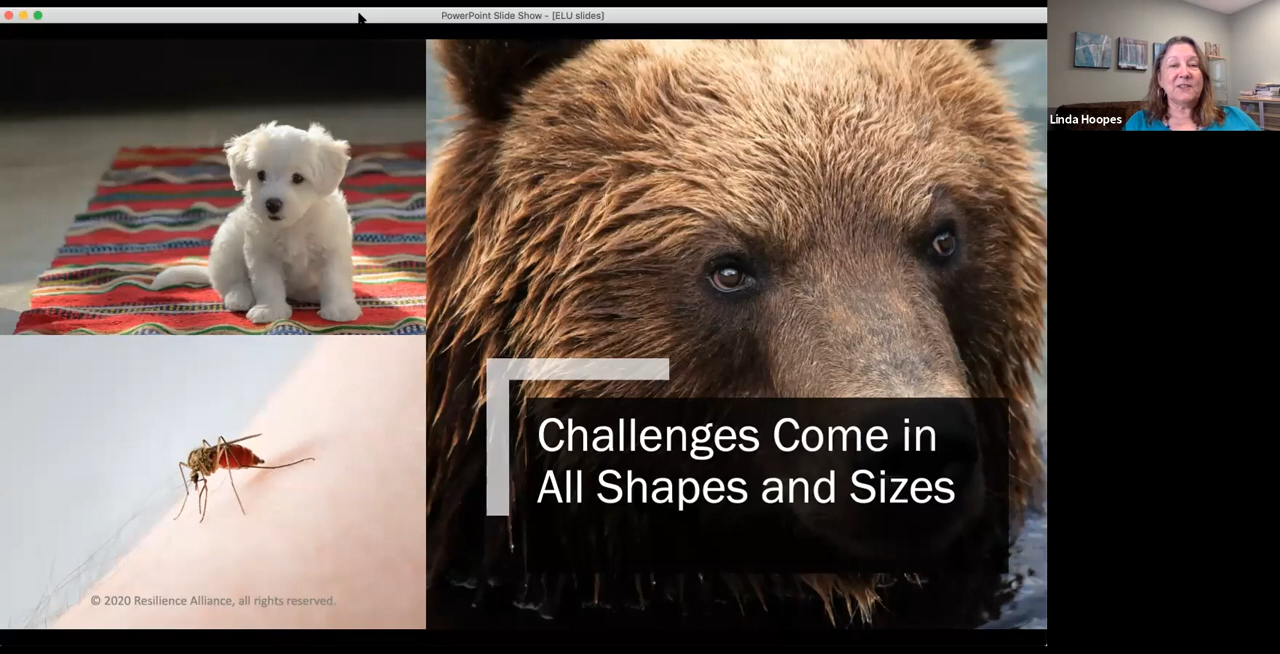 PowerPoint Slide Show - [ELU slides]
Linda Hoopes
Challenges Come in
All Shapes and Sizes
© 2020 Resilience Alliance, all rights reserved.